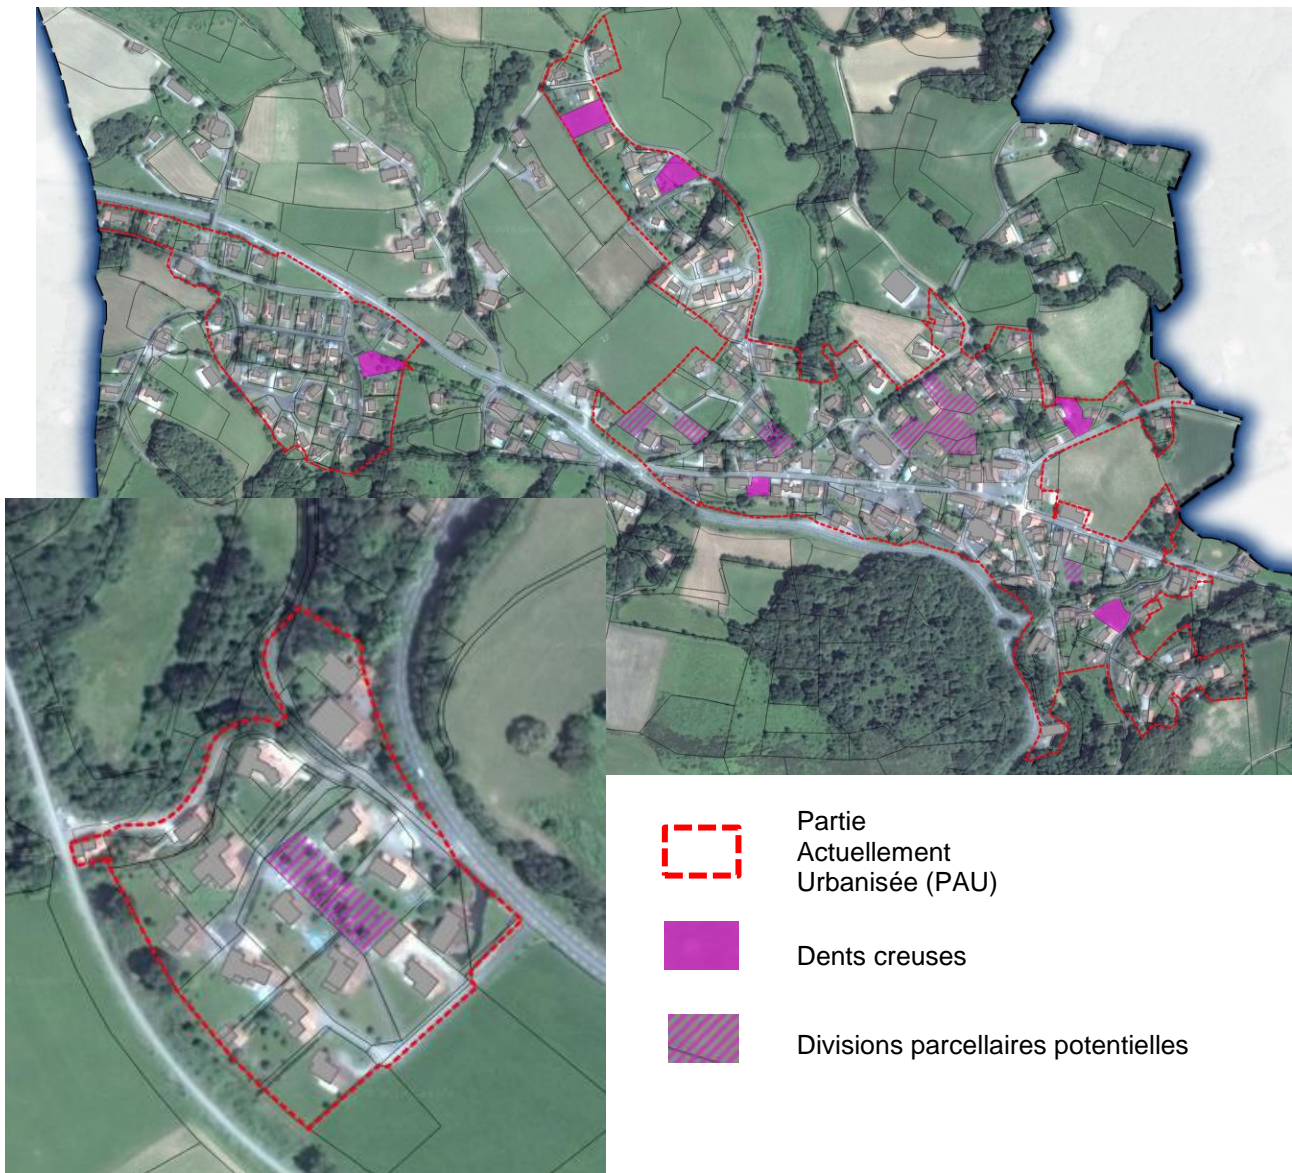 Partie
Actuellement
Urbanisée (PAU)
Dents creuses
Divisions parcellaires potentielles